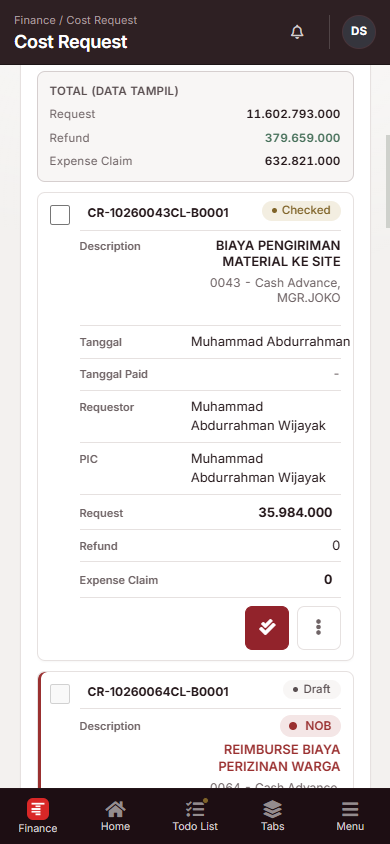 Finance / Cost Request
Cost Request
DS
TOTAL (DATA TAMPIL)
Request 11.602.793.000
Refund 379.659.000
Expense Claim 632.821.000
CR-10260043CL-B0001 Checked
Description BIAYA PENGIRIMAN
MATERIAL KE SITE
0043 - Cash Advance,
MGR.JOKO
Tanggal Muhammad Abdurrahman
Tanggal Paid -
Requestor Muhammad
Abdurrahman Wijayak
PIC Muhammad
Abdurrahman Wijayak
Request 35.984.000
Refund 0
Expense Claim 0
CR-10260064CL-B0001 Draft
Description NOB
REIMBURSE BIAYA
PERIZINAN WARGA
0064 - Cash Advance,
Finance Home Todo List Tabs Menu